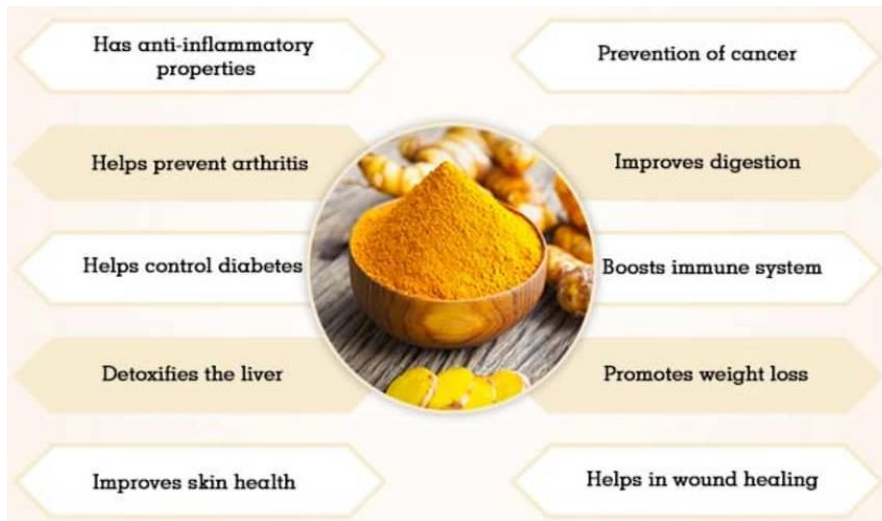 Has anti-inflammatory
properties
Prevention of cancer
Helps prevent arthritis
Improves digestion
Helps control diabetes
Boosts immune system
Detoxifies the liver
Promotes weight loss
Improves skin health
Helps in wound healing